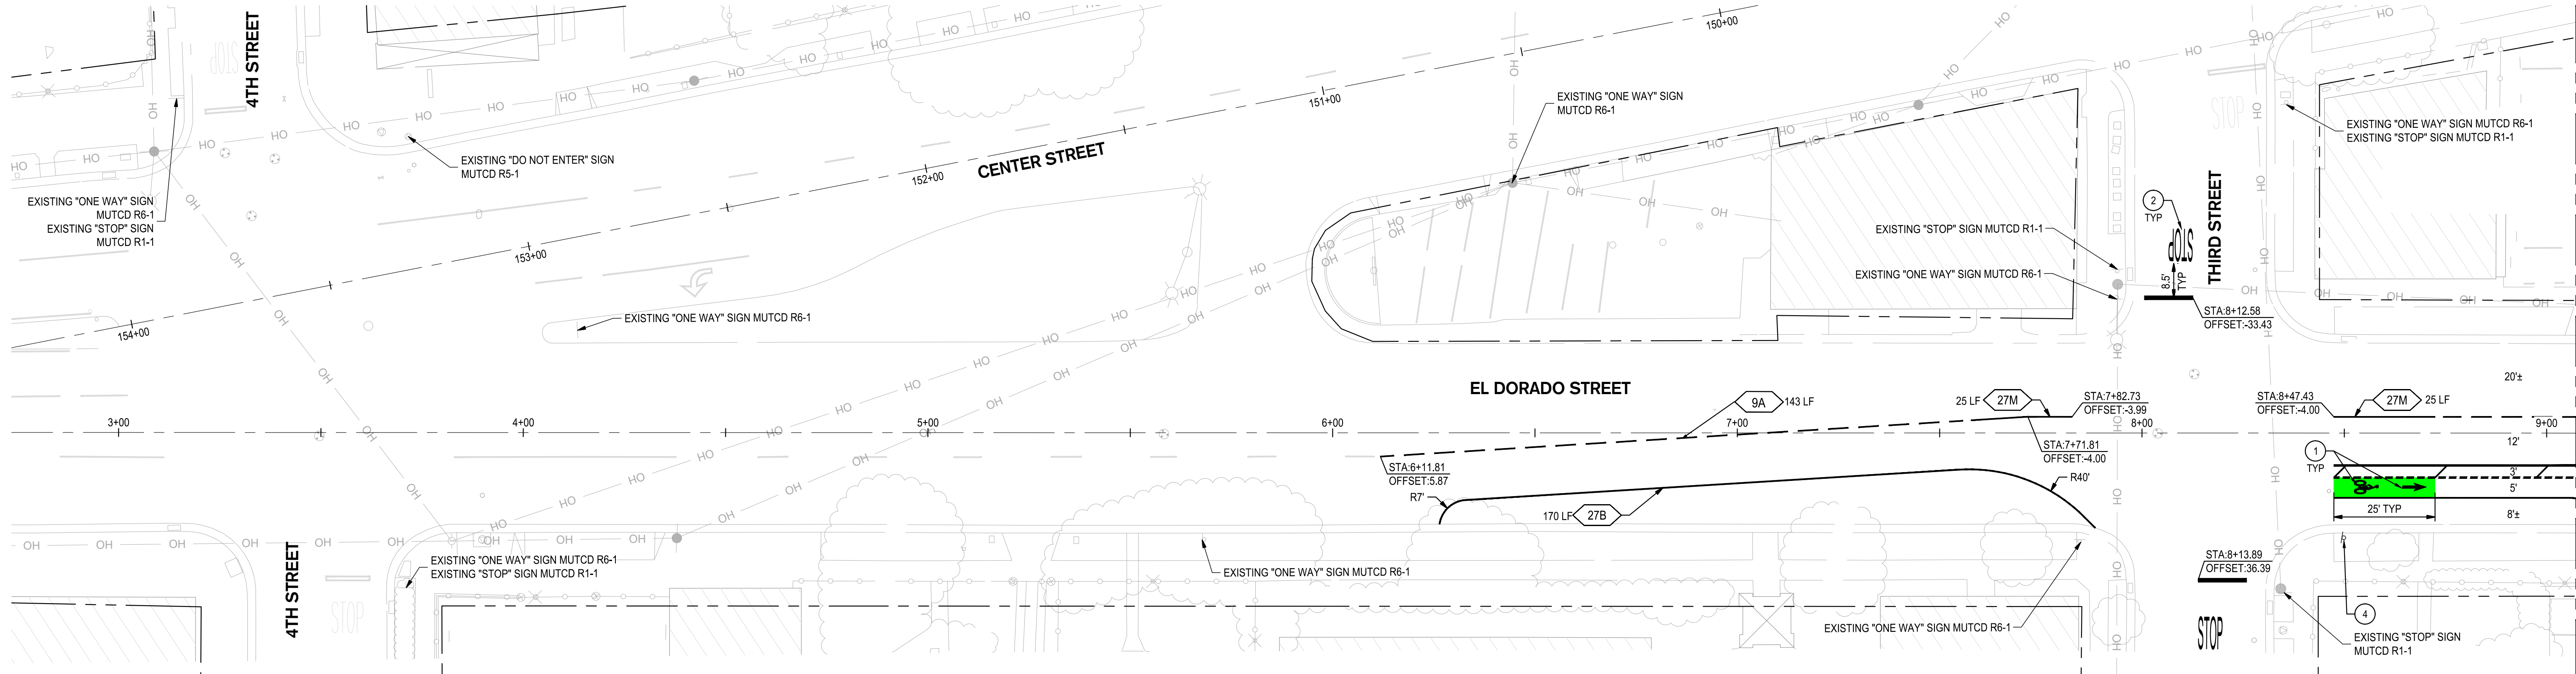 4TH STREET
STOP
EXISTING "DO NOT ENTER" SIGN
MUTCD R5-1
EXISTING "ONE WAY" SIGN
MUTCD R6-1
EXISTING "STOP" SIGN
MUTCD R1-1
CENTER STREET
150+00
151+00
152+00
153+00
154+00
EXISTING "ONE WAY" SIGN
MUTCD R6-1
EXISTING "ONE WAY" SIGN MUTCD R6-1
EXISTING "STOP" SIGN MUTCD R1-1
EXISTING "STOP" SIGN MUTCD R1-1
EXISTING "ONE WAY" SIGN MUTCD R6-1
STOP
2
TYP
STOP
8.5'
TYP
THIRD STREET
STA:8+12.58
OFFSET:-33.43
EXISTING "ONE WAY" SIGN MUTCD R6-1
EL DORADO STREET
20'±
9A
143 LF
25 LF
27M
STA:7+82.73
OFFSET:-3.99
STA:8+47.43
OFFSET:-4.00
27M
25 LF
3+00
4+00
5+00
6+00
7+00
8+00
9+00
STA:7+71.81
OFFSET:-4.00
12'
STA:6+11.81
OFFSET:5.87
1
TYP
3'
R7'
R40'
5'
170 LF
27B
25' TYP
8'±
4TH STREET
STOP
EXISTING "ONE WAY" SIGN MUTCD R6-1
EXISTING "STOP" SIGN MUTCD R1-1
EXISTING "ONE WAY" SIGN MUTCD R6-1
EXISTING "ONE WAY" SIGN MUTCD R6-1
STA:8+13.89
OFFSET:36.39
STOP
4
EXISTING "STOP" SIGN
MUTCD R1-1
OH